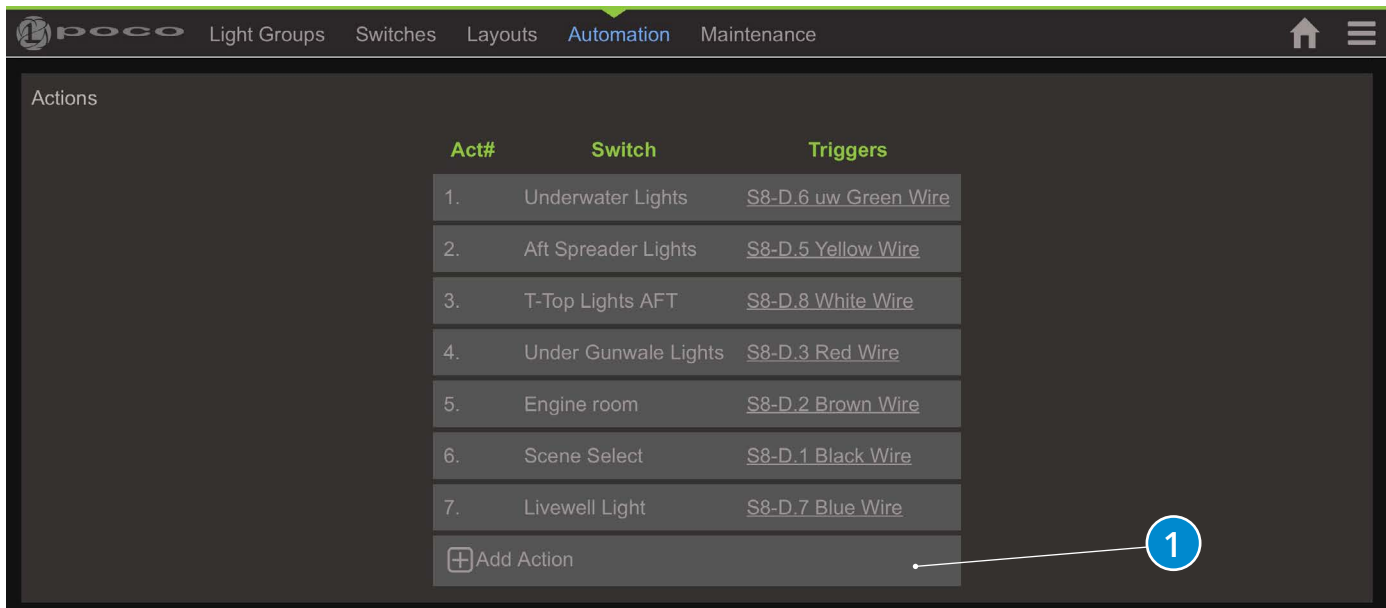 poco Light Groups Switches Layouts Automation Maintenance
Actions
Act# Switch Triggers
1. Underwater Lights S8-D.6 uw Green Wire
2. Aft Spreader Lights S8-D.5 Yellow Wire
3. T-Top Lights AFT S8-D.8 White Wire
4. Under Gunwale Lights S8-D.3 Red Wire
5. Engine room S8-D.2 Brown Wire
6. Scene Select S8-D.1 Black Wire
7. Livewell Light S8-D.7 Blue Wire
Add Action
1